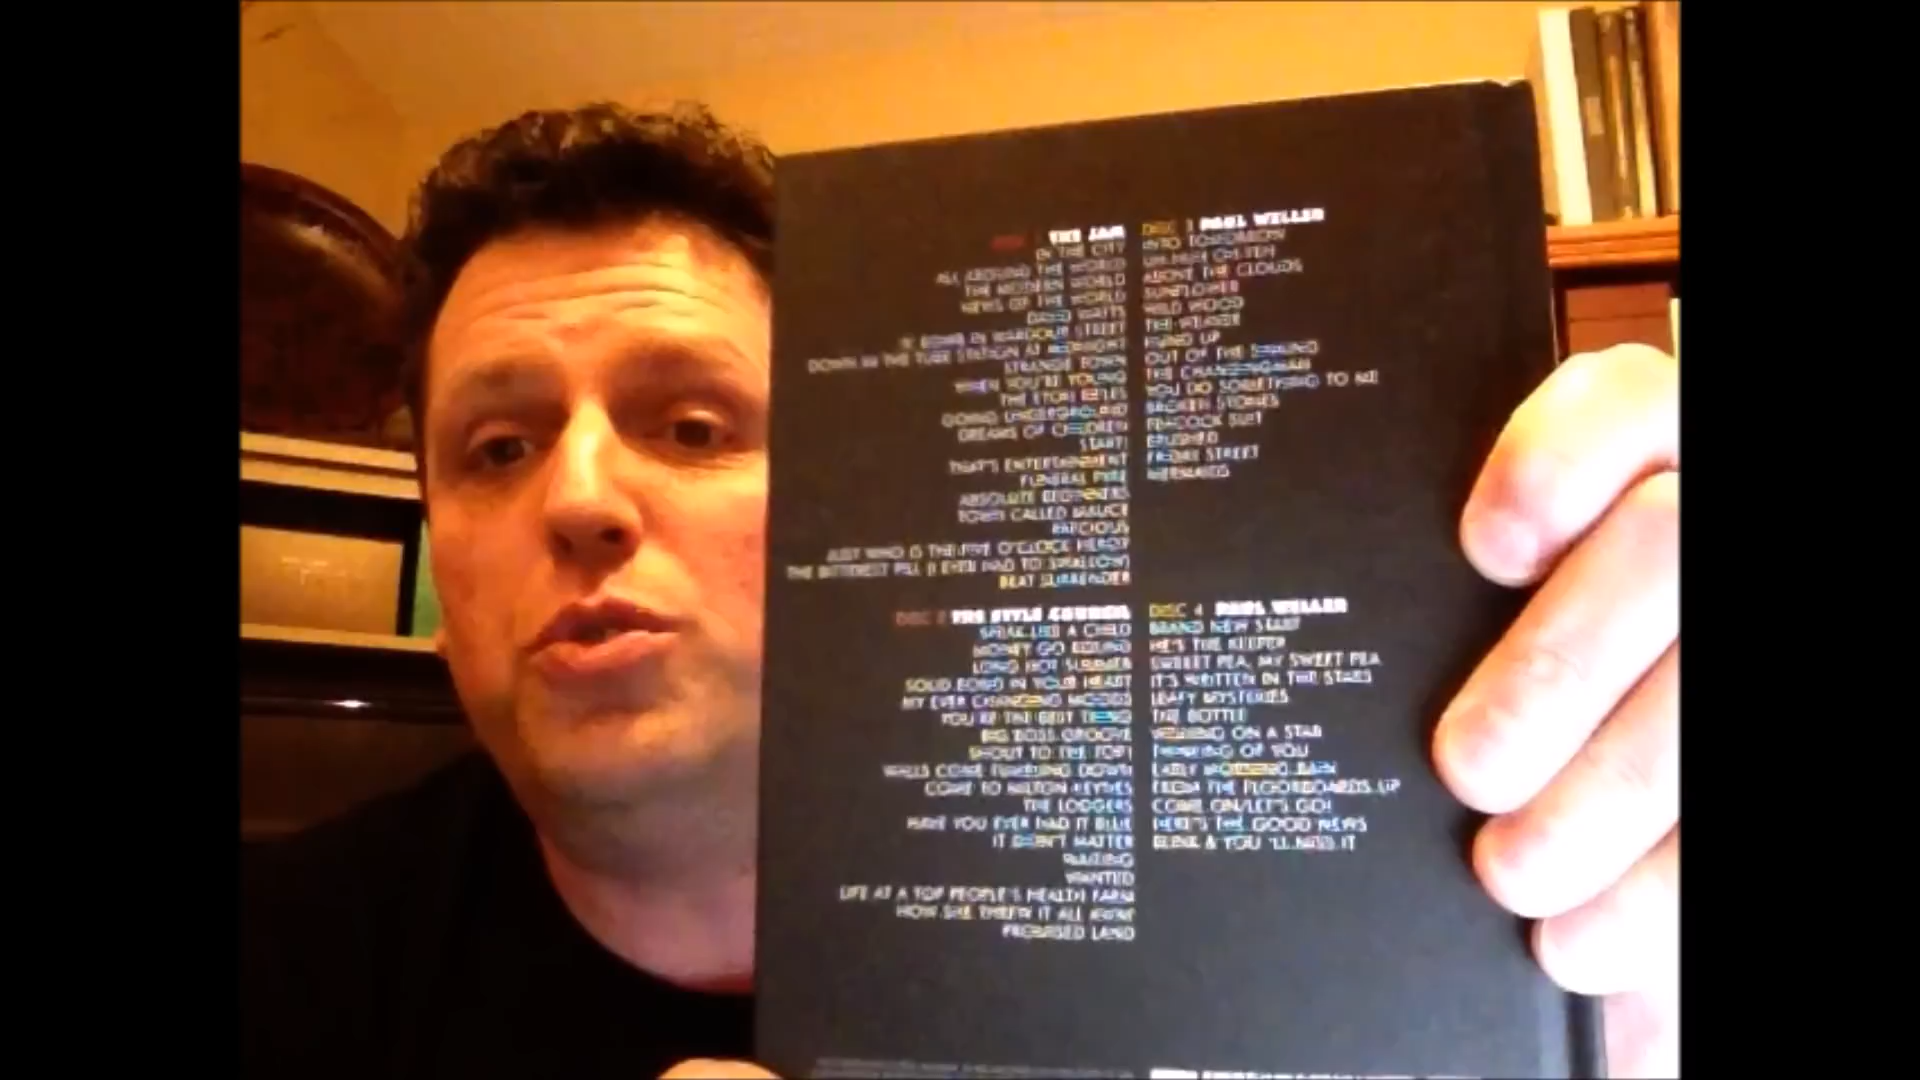 THE JAM
IN THE CITY
ALL AROUND THE WORLD
THE MODERN WORLD
NEWS OF THE WORLD
DAVID WATTS
'A' BOMB IN WARDOUR STREET
DOWN IN THE TUBE STATION AT MIDNIGHT
STRANGE TOWN
WHEN YOU'RE YOUNG
THE ETON RIFLES
GOING UNDERGROUND
DREAMS OF CHILDREN
START!
THAT'S ENTERTAINMENT
FUNERAL PYRE
ABSOLUTE BEGINNERS
TOWN CALLED MALICE
PRECIOUS
JUST WHO IS THE FIVE O'CLOCK HERO?
THE BITTEREST PILL (I EVER HAD TO SWALLOW)
BEAT SURRENDER
DISC 2 THE STYLE COUNCIL
SPEAK LIKE A CHILD
MONEY GO ROUND
LONG HOT SUMMER
SOLID BOND IN YOUR HEART
MY EVER CHANGING MOODS
YOU'RE THE BEST THING
BIG BOSS GROOVE
SHOUT TO THE TOP!
WALLS COME TUMBLING DOWN
COME TO MILTON KEYNES
THE LODGERS
HAVE YOU EVER HAD IT BLUE
IT DIDN'T MATTER
WAITING
WANTED
LIFE AT A TOP PEOPLE'S HEALTH FARM
HOW SHE THREW IT ALL AWAY
PROMISED LAND
DISC 3 PAUL WELLER
INTO TOMORROW
UH HUH OH YEH
ABOVE THE CLOUDS
SUNFLOWER
WILD WOOD
THE WEAVER
HUNG UP
OUT OF THE SINKING
THE CHANGINGMAN
YOU DO SOMETHING TO ME
BROKEN STONES
PEACOCK SUIT
BRUSHED
FRIDAY STREET
MERMAIDS
DISC 4 PAUL WELLER
BRAND NEW START
HE'S THE KEEPER
SWEET PEA, MY SWEET PEA
IT'S WRITTEN IN THE STARS
LEAFY MYSTERIES
THE BOTTLE
WISHING ON A STAR
THINKING OF YOU
EARLY MORNING RAIN
FROM THE FLOORBOARDS UP
COME ON/LET'S GO!
HERE'S THE GOOD NEWS
BLINK & YOU 'LL MISS IT